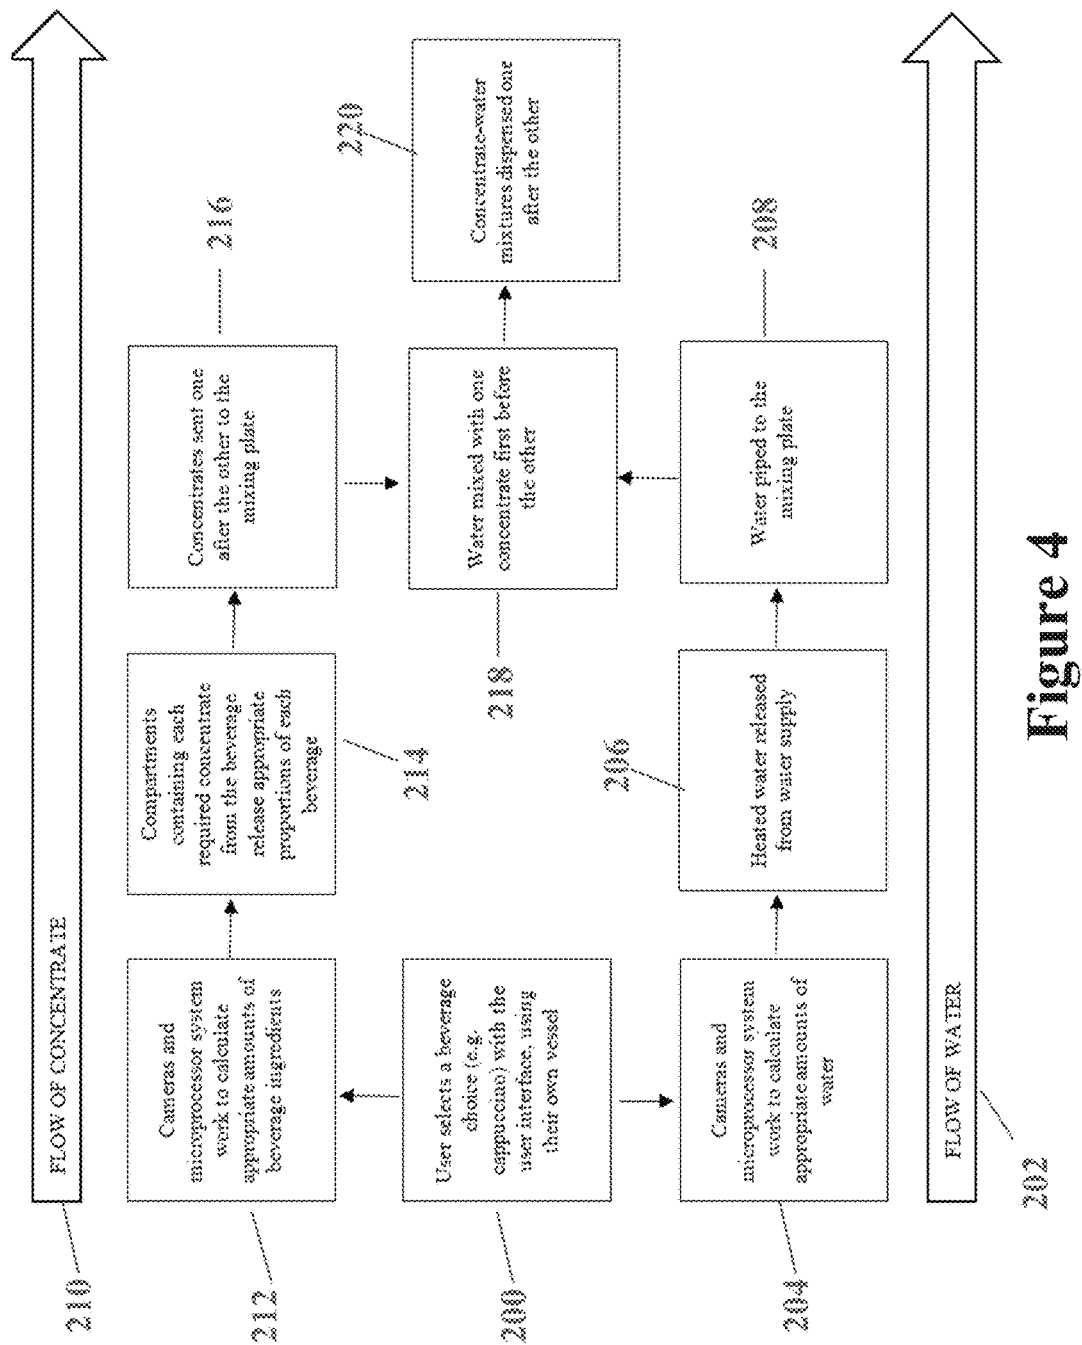 FLOW OF CONCENTRATE
210
Cameras and
microprocessor system
work to calculate
appropriate amounts of
beverage ingredients
212
Compartments
containing each
required concentrate
from the beverage
release appropriate
proportions of each
beverage
214
Concentrates sent one
after the other to the
mixing plate
216
User selects a beverage
choice (e.g.
cappuccino) with the
user interface, using
their own vessel
200
Water mixed with one
concentrate first before
the other
218
Concentrate-water
mixtures dispensed one
after the other
220
Cameras and
microprocessor system
work to calculate
appropriate amounts of
water
204
Heated water released
from water supply
206
Water piped to the
mixing plate
208
FLOW OF WATER
202
Figure 4